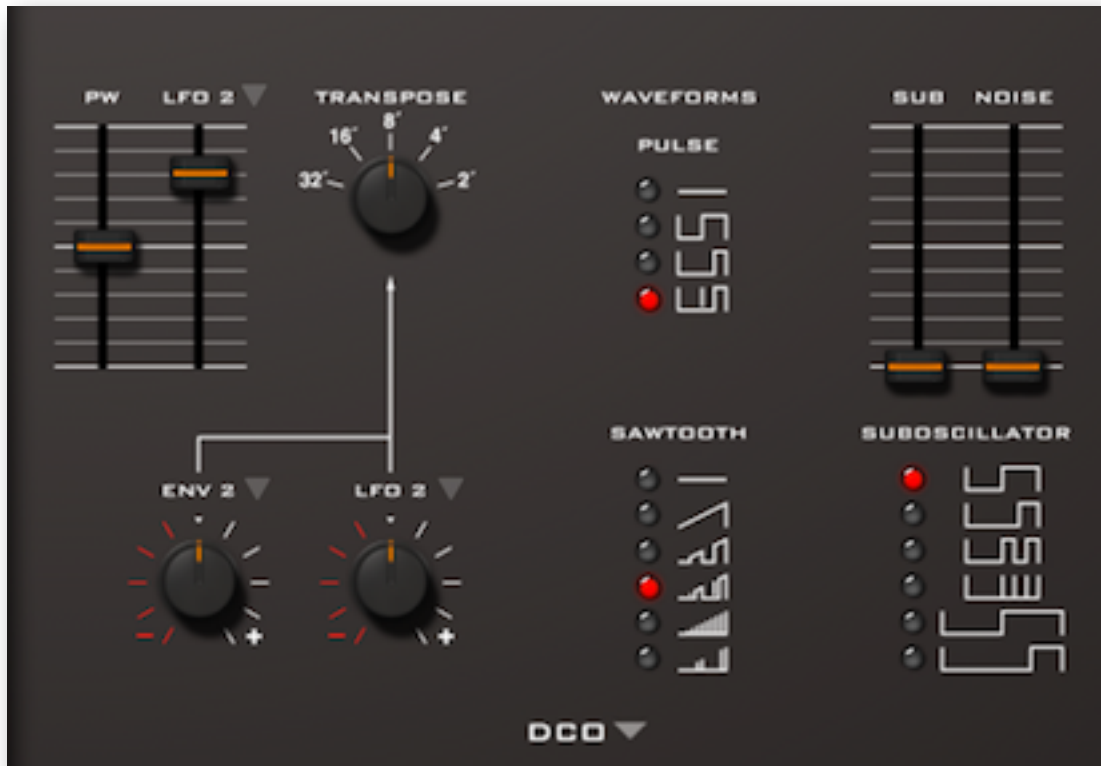 PW LFO 2 TRANSPOSE WAVEFORMS SUB NOISE
8′
16′ 4′
PULSE
32′ 2′
SAWTOOTH SUBOSCILLATOR
ENV 2 LFO 2
- + - +
DCO